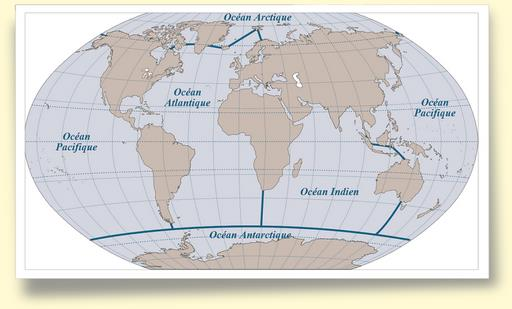 Océan Arctique
Océan
Atlantique
Océan
Pacifique
Océan
Pacifique
Océan Indien
Océan Antarctique